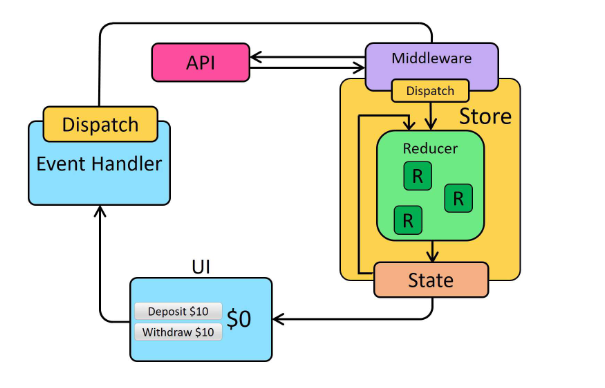 API
Middleware
Dispatch
Store
Dispatch
Event Handler
Reducer
R
R
R
State
UI
Deposit $10
Withdraw $10
$0